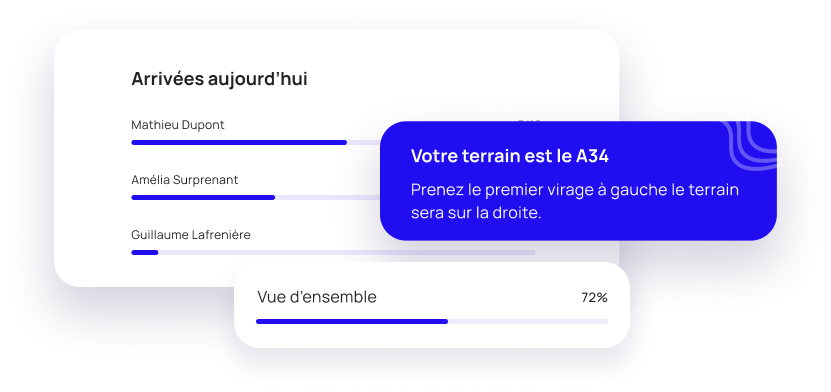 Arrivées aujourd'hui
Mathieu Dupont
Amélia Surprenant
Guillaume Lafrenière
Votre terrain est le A34
Prenez le premier virage à gauche le terrain
sera sur la droite.
Vue d'ensemble 72%